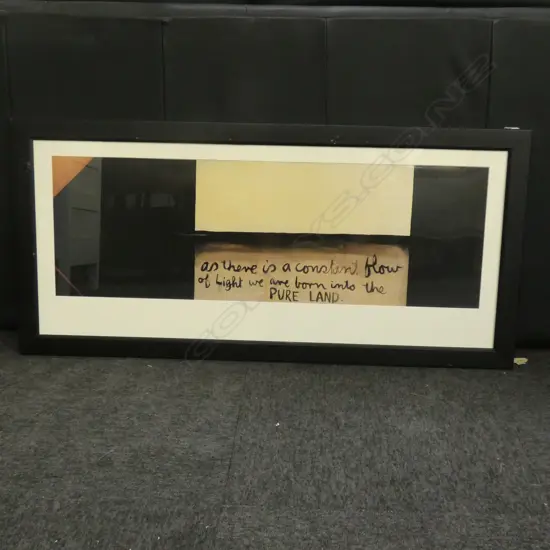 as there is a constant flow
of light we are born into the
PURE LAND.